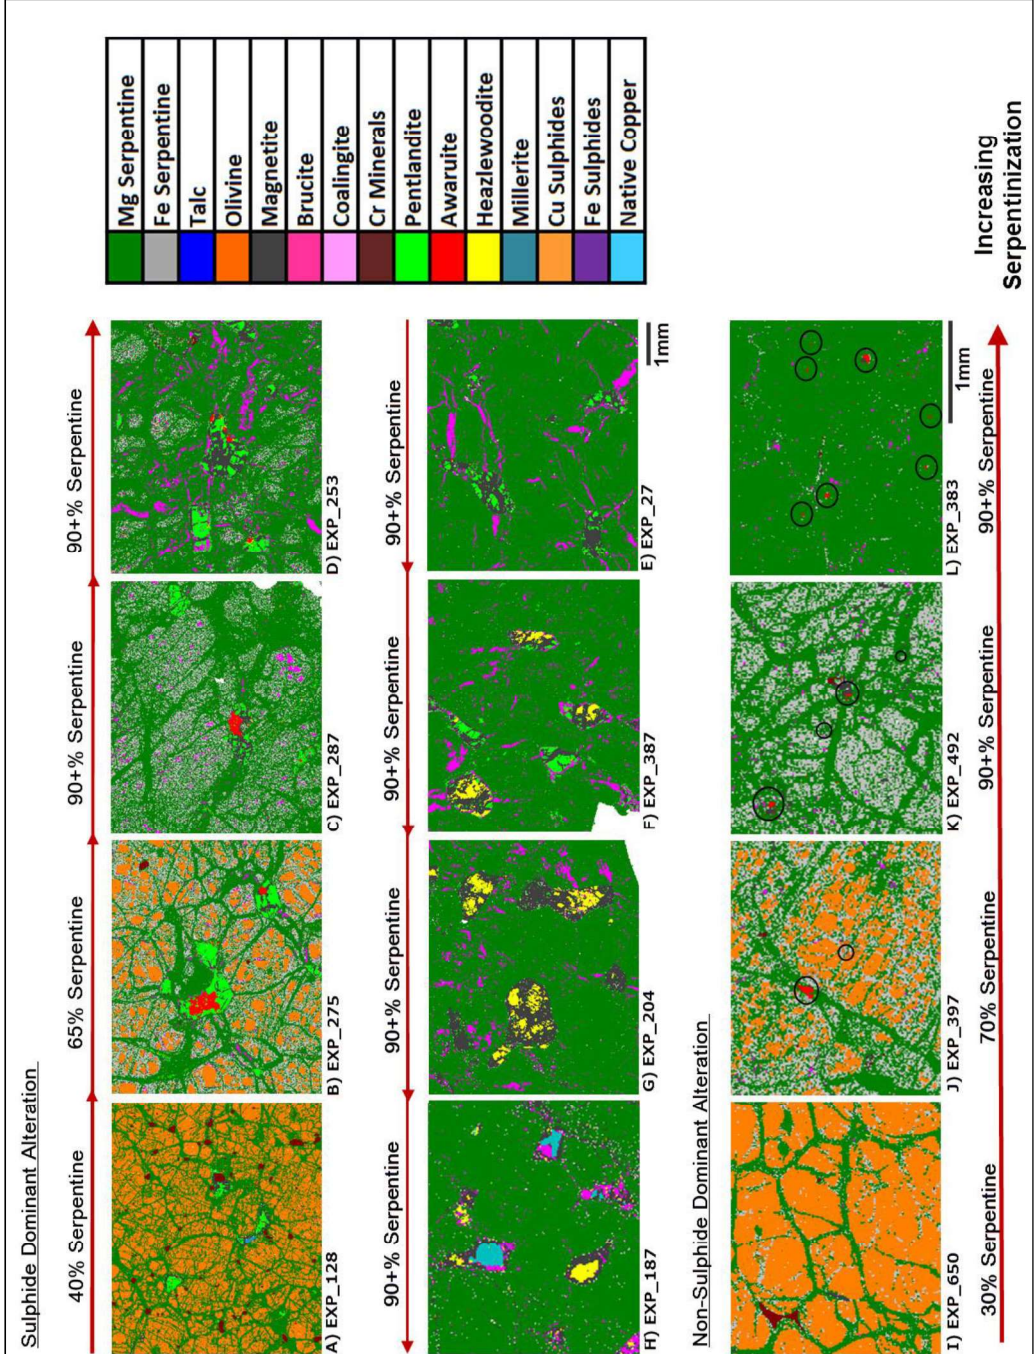 Sulphide Dominant Alteration
40% Serpentine
65% Serpentine
90+% Serpentine
90+% Serpentine
A) EXP_128
B) EXP_275
C) EXP_287
D) EXP_253
90+% Serpentine
90+% Serpentine
90+% Serpentine
90+% Serpentine
H) EXP_187
G) EXP_204
F) EXP_387
E) EXP_27
1mm
Non-Sulphide Dominant Alteration
I) EXP_650
J) EXP_397
K) EXP_492
L) EXP_383
1mm
30% Serpentine
70% Serpentine
90+% Serpentine
90+% Serpentine
Increasing
Serpentinization
Mg Serpentine
Fe Serpentine
Talc
Olivine
Magnetite
Brucite
Coalingite
Cr Minerals
Pentlandite
Awaruite
Heazlewoodite
Millerite
Cu Sulphides
Fe Sulphides
Native Copper